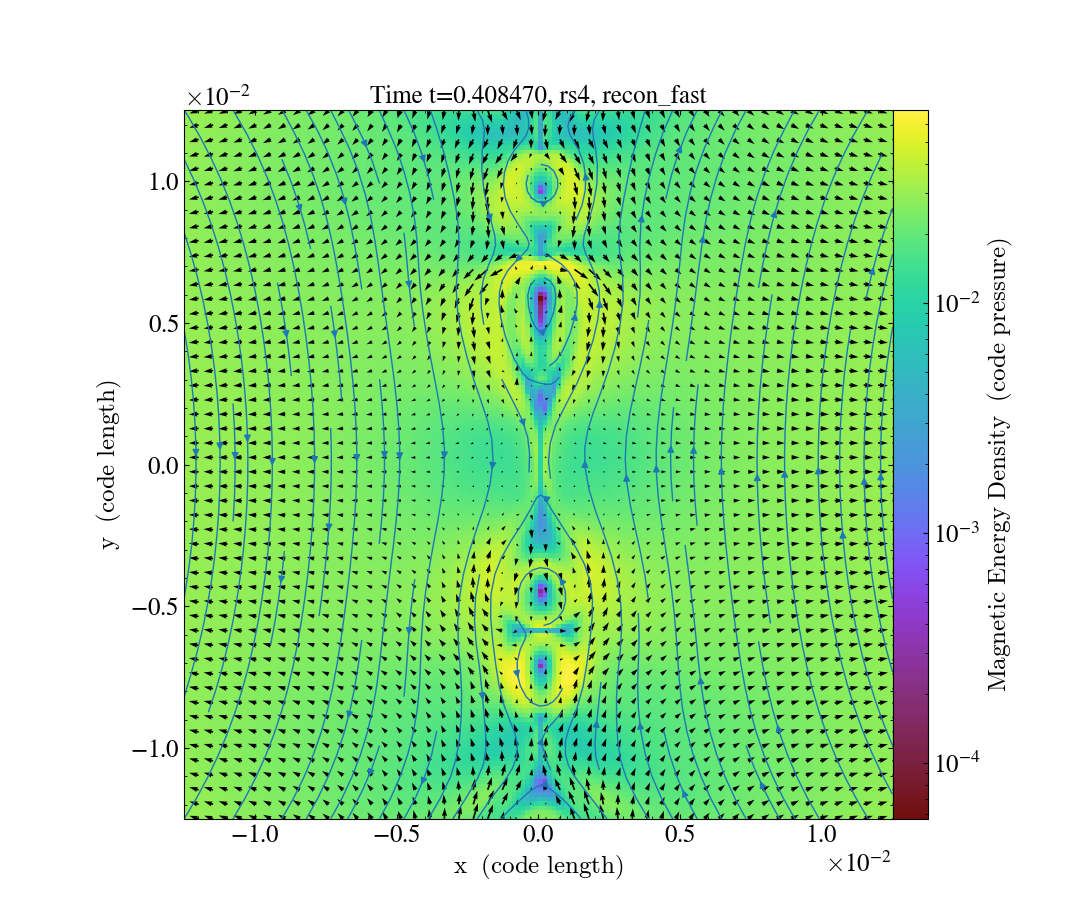 Time t=0.408470, rs4, recon_fast
×10⁻²
1.0
0.5
0.0
−0.5
−1.0
y (code length)
−1.0 −0.5 0.0 0.5 1.0
×10⁻²
x (code length)
10⁻²
10⁻³
10⁻⁴
Magnetic Energy Density (code pressure)